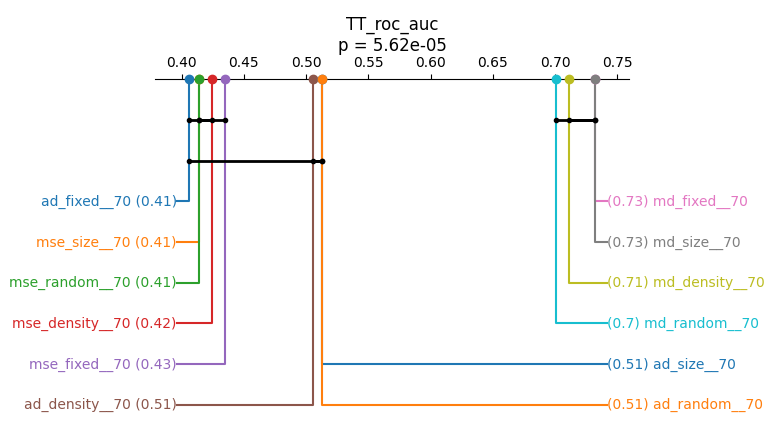 TT_roc_auc
p = 5.62e-05
0.40 0.45 0.50 0.55 0.60 0.65 0.70 0.75
ad_fixed__70 (0.41)
(0.73) md_fixed__70
mse_size__70 (0.41)
(0.73) md_size__70
mse_random__70 (0.41)
(0.71) md_density__70
mse_density__70 (0.42)
(0.7) md_random__70
mse_fixed__70 (0.43)
(0.51) ad_size__70
ad_density__70 (0.51)
(0.51) ad_random__70